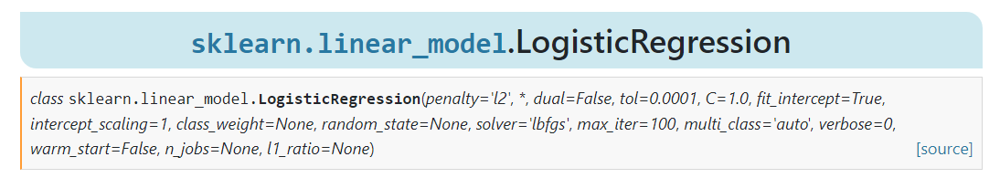 sklearn.linear_model.LogisticRegression
class sklearn.linear_model.LogisticRegression(penalty='l2', *, dual=False, tol=0.0001, C=1.0, fit_intercept=True,
intercept_scaling=1, class_weight=None, random_state=None, solver='lbfgs', max_iter=100, multi_class='auto', verbose=0,
warm_start=False, n_jobs=None, l1_ratio=None)
[source]